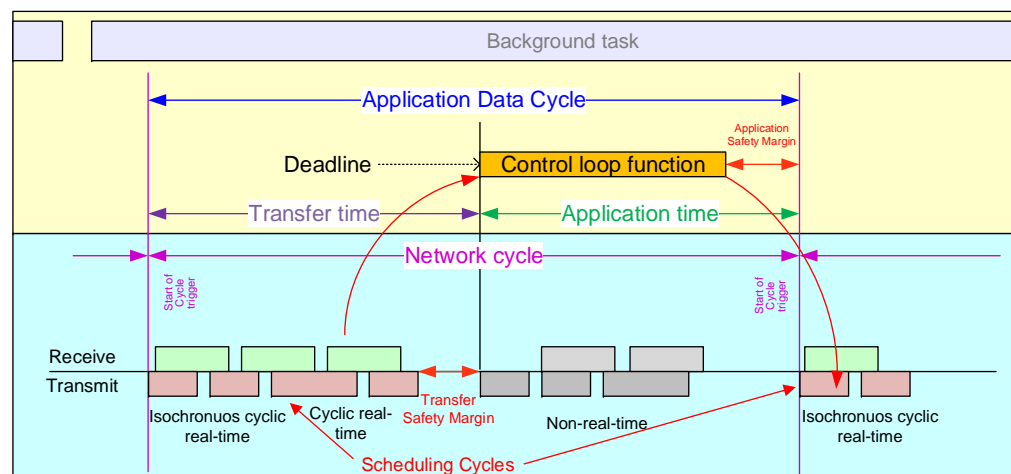 Background task
Application Data Cycle
Application
Safety Margin
Deadline
Control loop function
Transfer time
Application time
Network cycle
Start of
Cycle
trigger
Start of
Cycle
trigger
Receive
Transmit
Isochronuos cyclic
real-time
Cyclic real-
time
Transfer
Safety Margin
Non-real-time
Isochronuos cyclic
real-time
Scheduling Cycles